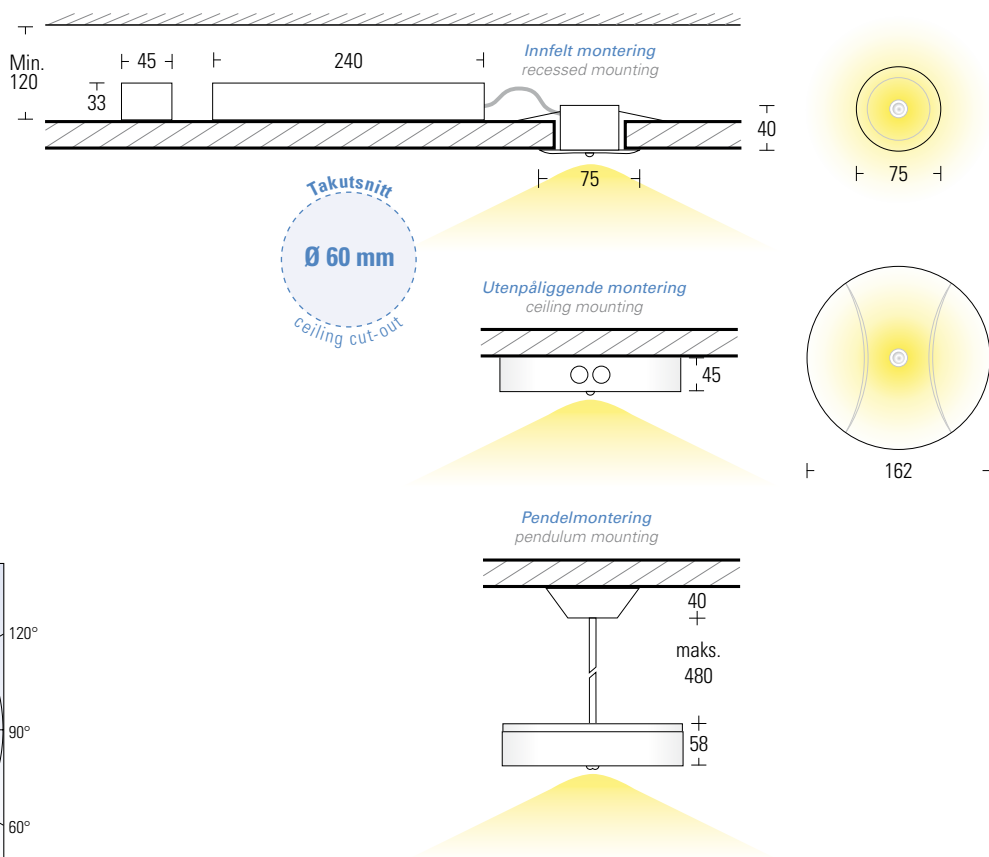 Min.
120
45
240
33
Innfelt montering
recessed mounting
40
75
75
Takutsnitt
Ø 60 mm
ceiling cut-out
Utenpåliggende montering
ceiling mounting
45
162
Pendelmontering
pendulum mounting
40
maks.
480
58
120°
90°
60°